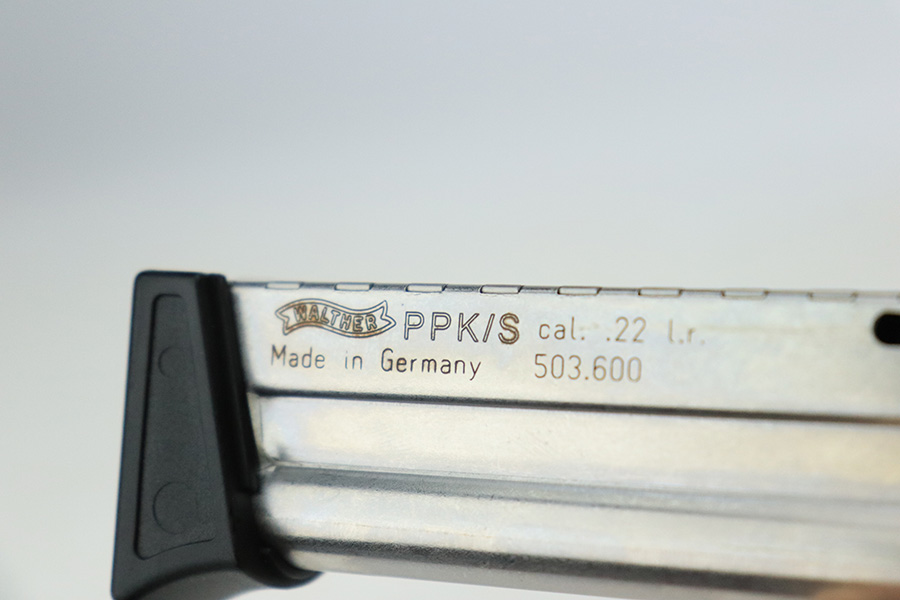 WALTHER PPK/S cal. .22 l.r.
Made in Germany 503.600